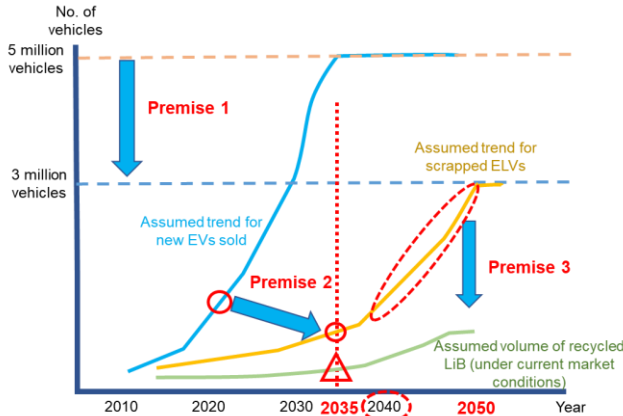 No. of
vehicles
5 million
vehicles
Premise 1
Assumed trend for
scrapped ELVs
3 million
vehicles
Assumed trend for
new EVs sold
Premise 2
Premise 3
Assumed volume of recycled
LiB (under current market
conditions)
2010
2020
2030
2035
2040
2050
Year